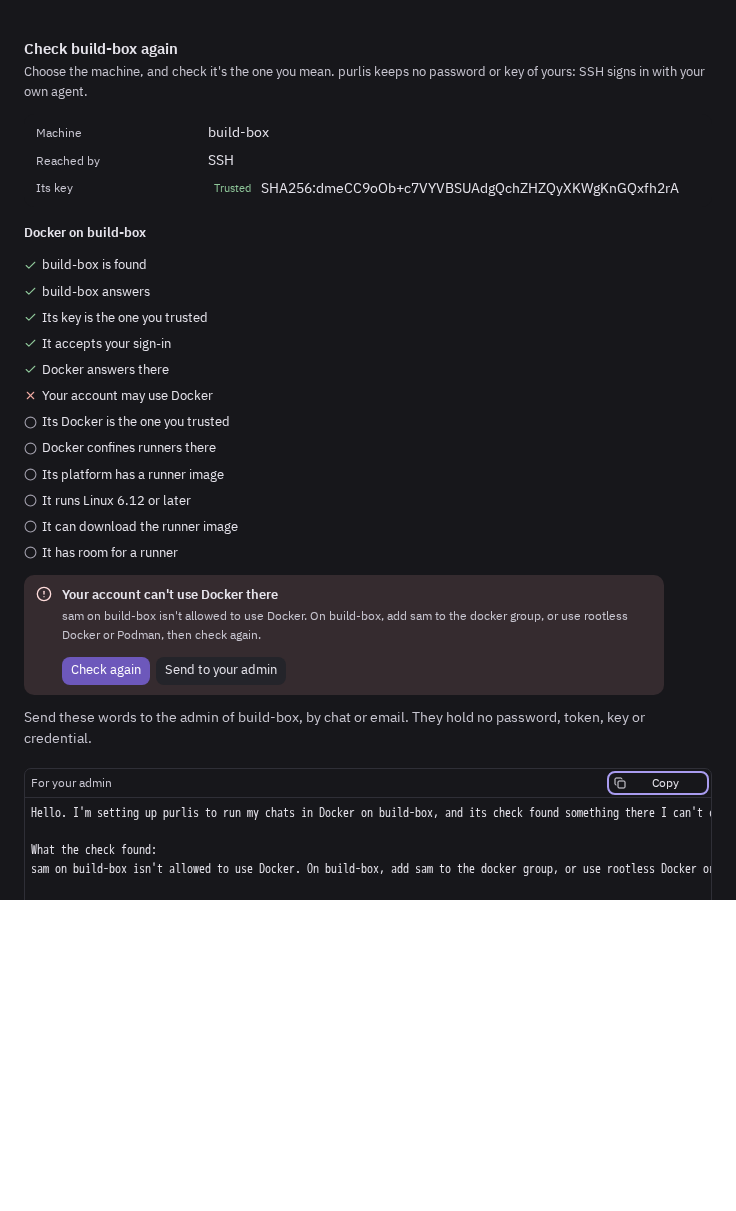 Check build-box again
Choose the machine, and check it's the one you mean. purlis keeps no password or key of yours: SSH signs in with your
own agent.
Machine build-box
Reached by SSH
Its key Trusted SHA256:dmeCC9oOb+c7VYVBSUAdgQchZHZQyXKWgKnGQxfh2rA
Docker on build-box
build-box is found
build-box answers
Its key is the one you trusted
It accepts your sign-in
Docker answers there
Your account may use Docker
Its Docker is the one you trusted
Docker confines runners there
Its platform has a runner image
It runs Linux 6.12 or later
It can download the runner image
It has room for a runner
Your account can't use Docker there
sam on build-box isn't allowed to use Docker. On build-box, add sam to the docker group, or use rootless
Docker or Podman, then check again.
Check again Send to your admin
Send these words to the admin of build-box, by chat or email. They hold no password, token, key or
credential.
For your admin Copy
Hello. I'm setting up purlis to run my chats in Docker on build-box, and its check found something there I can't
What the check found:
sam on build-box isn't allowed to use Docker. On build-box, add sam to the docker group, or use rootless Docker